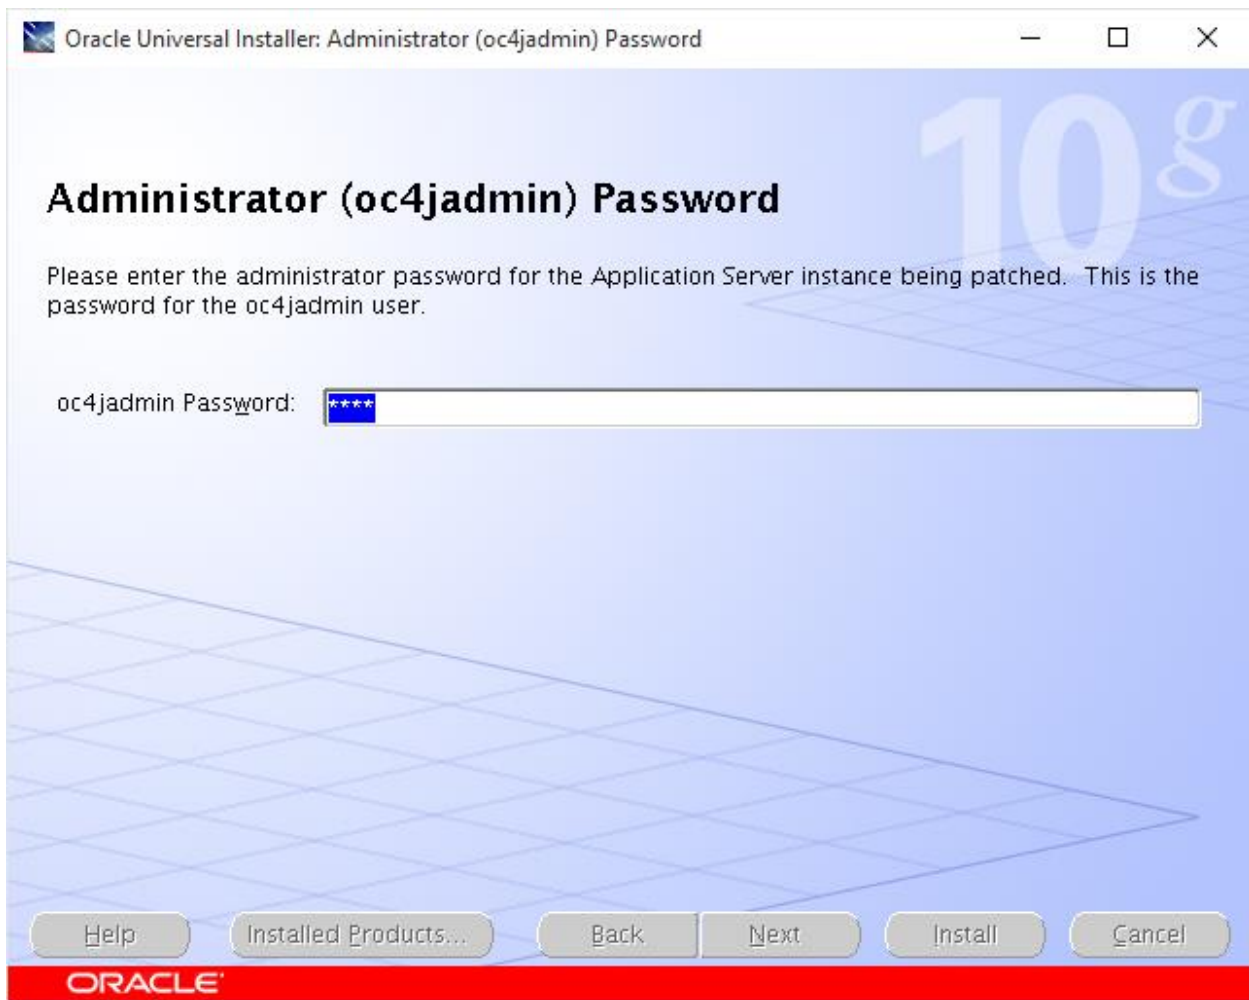 Oracle Universal Installer: Administrator (oc4jadmin) Password
10g
Administrator (oc4jadmin) Password
Please enter the administrator password for the Application Server instance being patched. This is the
password for the oc4jadmin user.
oc4jadmin Password: ****
Help Installed Products... Back Next Install Cancel
ORACLE